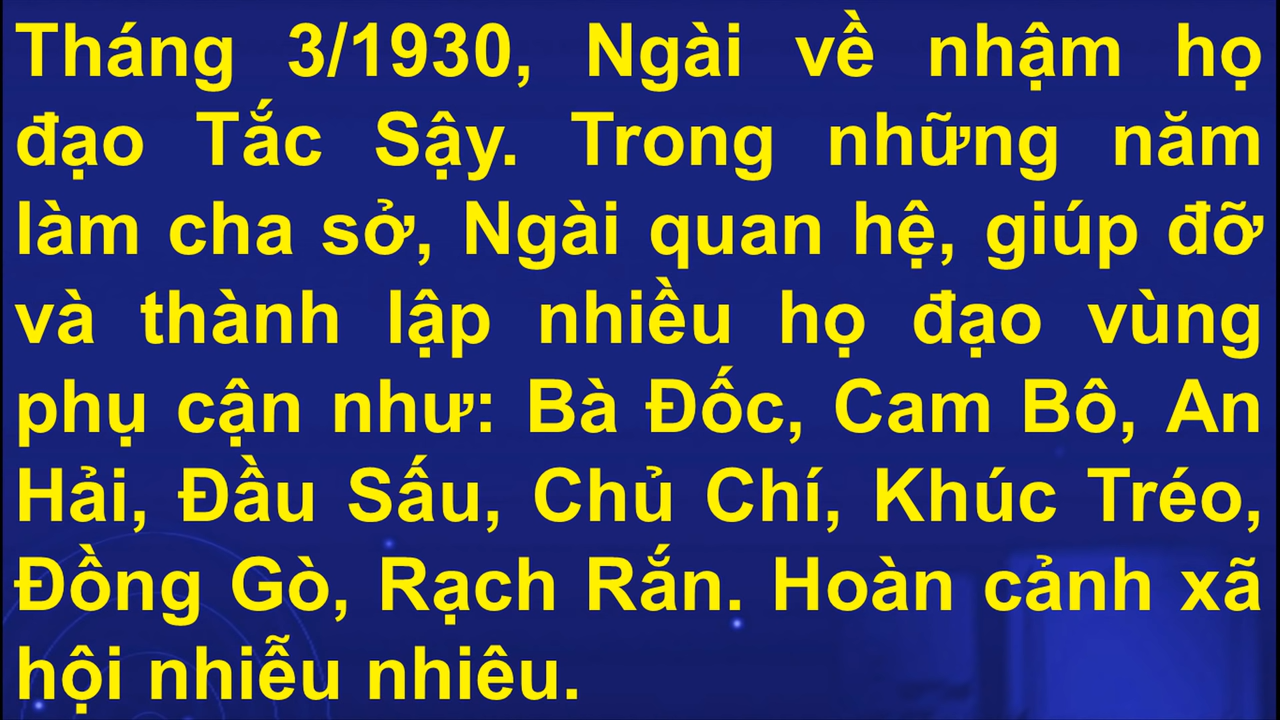 Tháng 3/1930, Ngài về nhậm họ
đạo Tắc Sậy. Trong những năm
làm cha sở, Ngài quan hệ, giúp đỡ
và thành lập nhiều họ đạo vùng
phụ cận như: Bà Đốc, Cam Bô, An
Hải, Đầu Sấu, Chủ Chí, Khúc Tréo,
Đồng Gò, Rạch Rắn. Hoàn cảnh xã
hội nhiễu nhiêu.